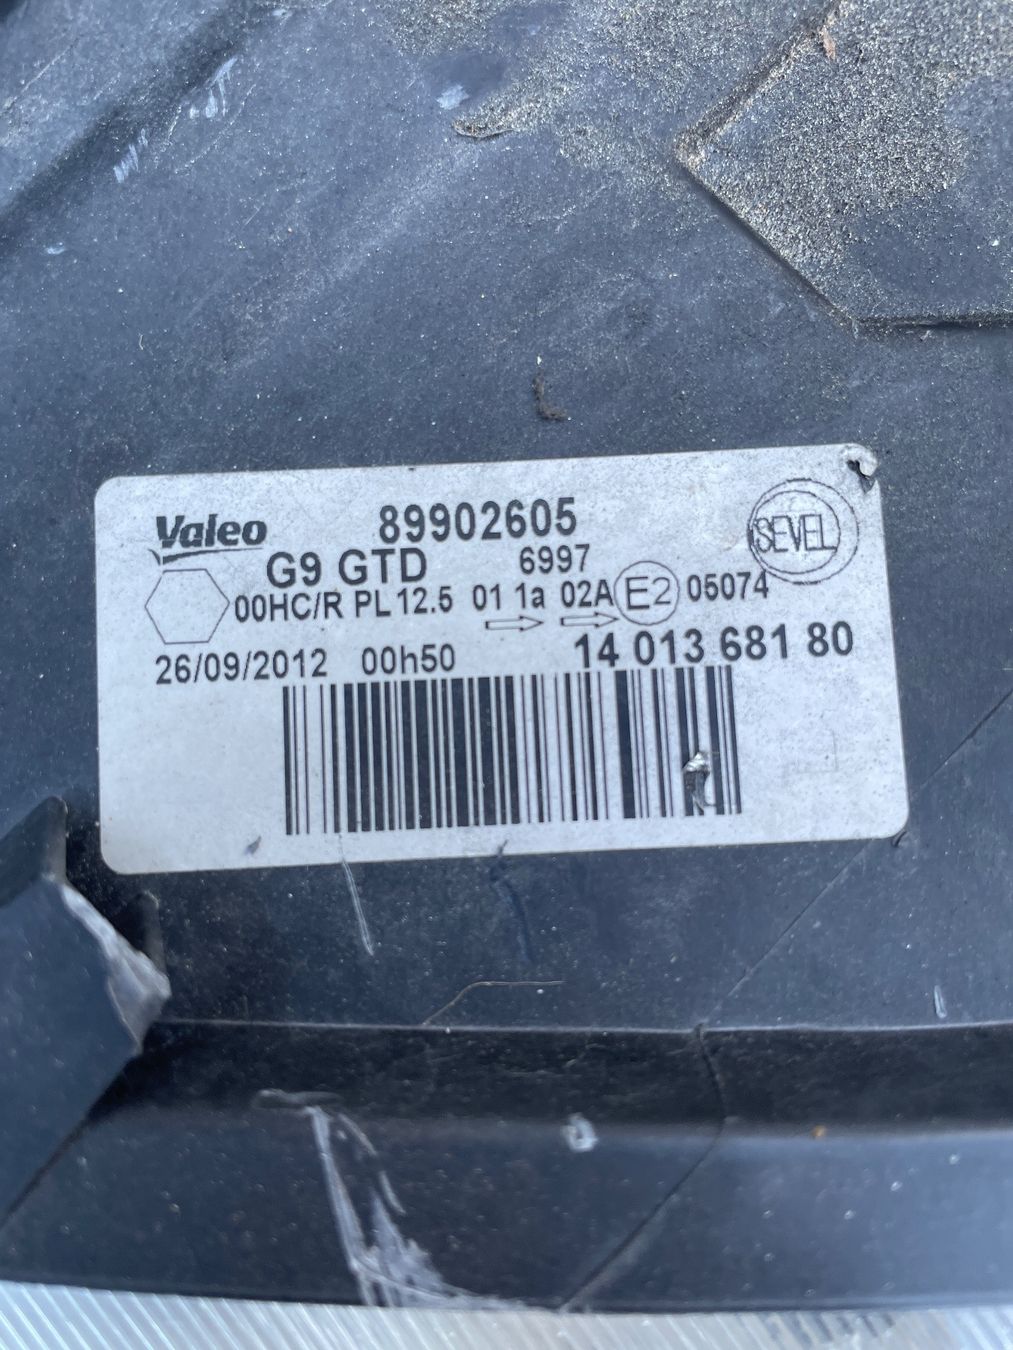 Valeo 89902605
SEVEL
G9 GTD 6997
00HC/R PL 12.5 01 1a 02A E2 05074
26/09/2012 00h50 14 013 681 80